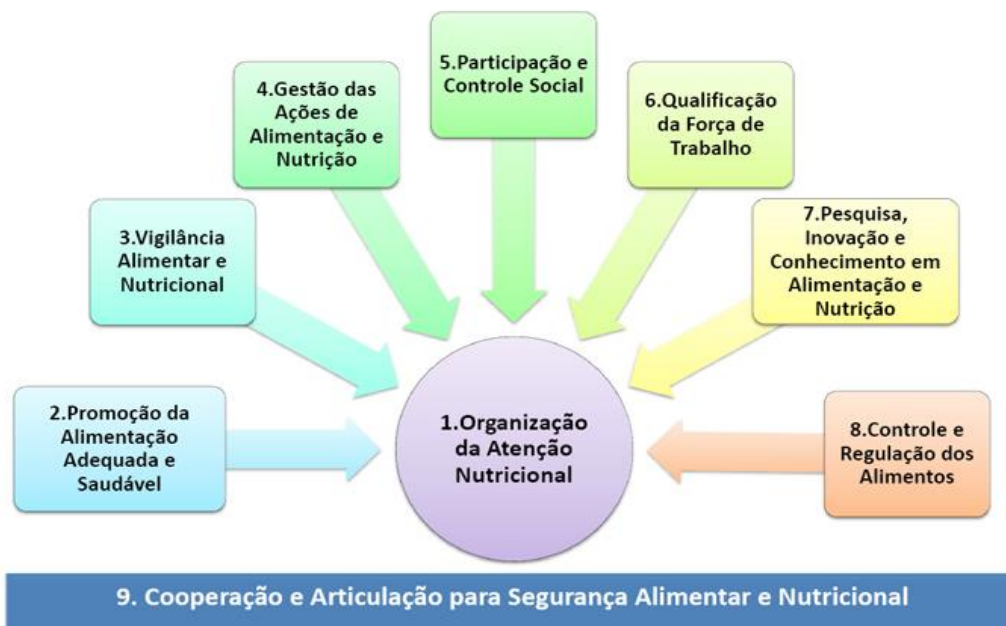 5.Participação e
Controle Social
4.Gestão das
Ações de
Alimentação e
Nutrição
6.Qualificação
da Força de
Trabalho
3.Vigilância
Alimentar e
Nutricional
7.Pesquisa,
Inovação e
Conhecimento em
Alimentação e
Nutrição
2.Promoção da
Alimentação
Adequada e
Saudável
1.Organização
da Atenção
Nutricional
8.Controle e
Regulação dos
Alimentos
9. Cooperação e Articulação para Segurança Alimentar e Nutricional